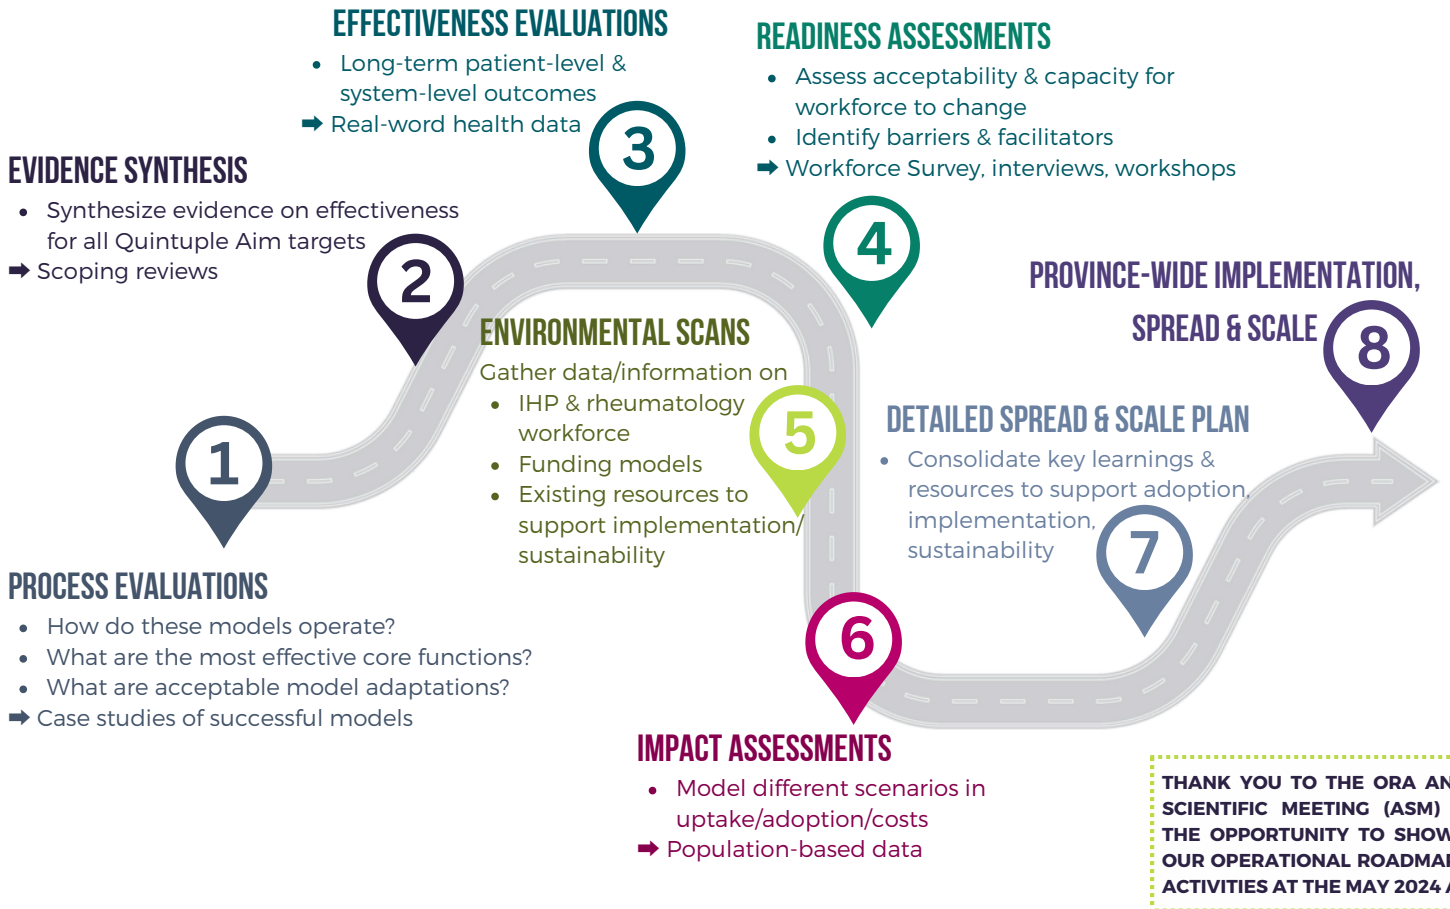 EFFECTIVENESS EVALUATIONS
• Long-term patient-level &
system-level outcomes
➡ Real-word health data
3
READINESS ASSESSMENTS
• Assess acceptability & capacity for
workforce to change
• Identify barriers & facilitators
➡ Workforce Survey, interviews, workshops
4
EVIDENCE SYNTHESIS
• Synthesize evidence on effectiveness
for all Quintuple Aim targets
➡ Scoping reviews
2
PROVINCE-WIDE IMPLEMENTATION,
SPREAD & SCALE
8
ENVIRONMENTAL SCANS
Gather data/information on
• IHP & rheumatology
workforce
• Funding models
• Existing resources to
support implementation/
sustainability
5
DETAILED SPREAD & SCALE PLAN
• Consolidate key learnings &
resources to support adoption,
implementation,
sustainability
7
1
PROCESS EVALUATIONS
• How do these models operate?
• What are the most effective core functions?
• What are acceptable model adaptations?
➡ Case studies of successful models
6
IMPACT ASSESSMENTS
• Model different scenarios in
uptake/adoption/costs
➡ Population-based data
THANK YOU TO THE ORA
SCIENTIFIC MEETING (ASM)
THE OPPORTUNITY TO
OUR OPERATIONAL
ACTIVITIES AT THE MAY 2024